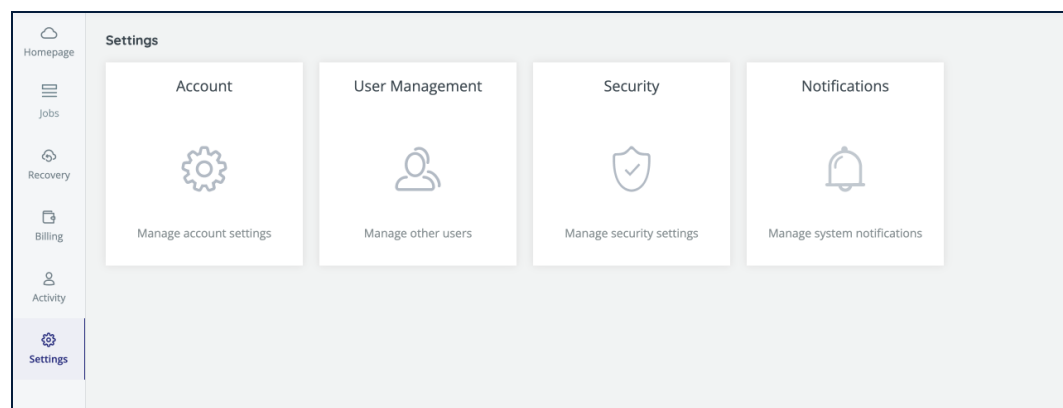 Homepage
Jobs
Recovery
Billing
Activity
Settings
Settings
Account
Manage account settings
User Management
Manage other users
Security
Manage security settings
Notifications
Manage system notifications